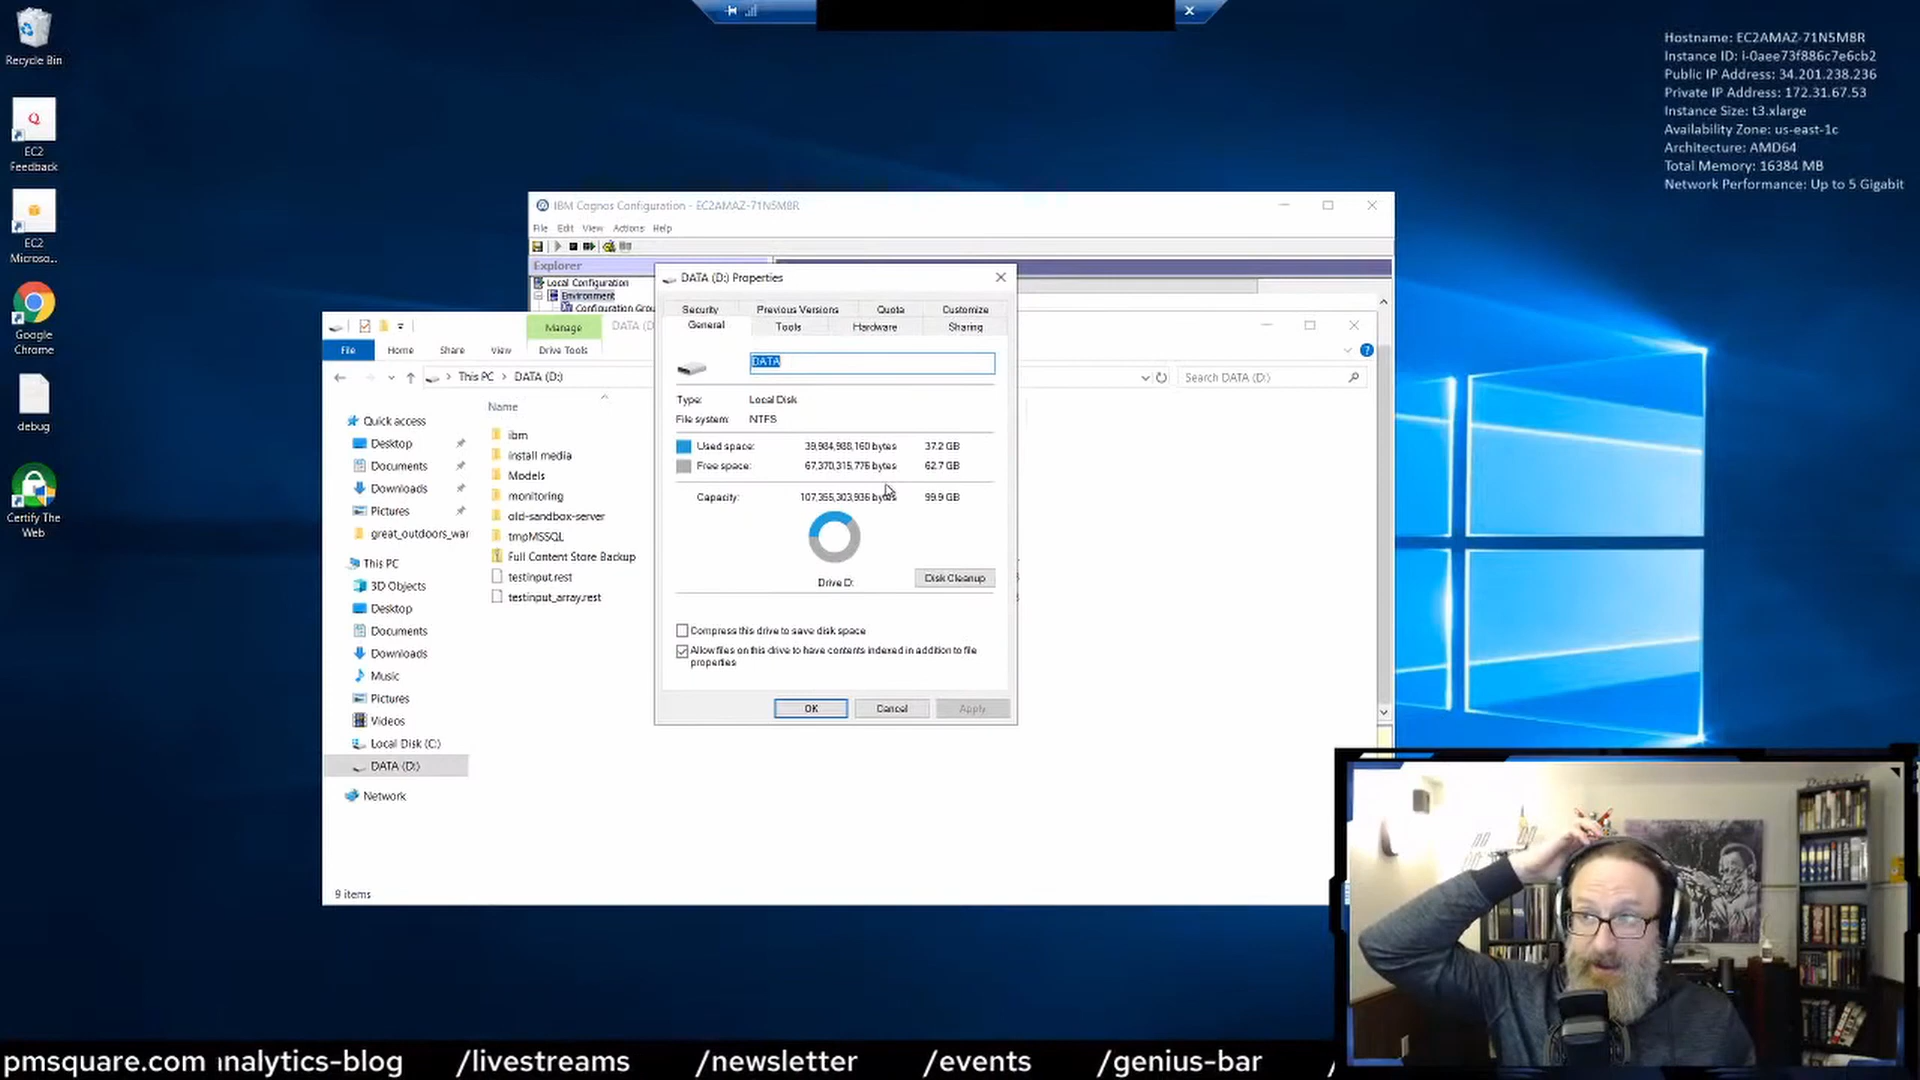 Recycle Bin
EC2
Feedback
EC2
Microso...
Google
Chrome
debug
Certify The
Web
Hostname: EC2AMAZ-71N5M8R
Instance ID: i-0aee73f886c7e6cb2
Public IP Address: 34.201.238.236
Private IP Address: 172.31.67.53
Instance Size: t3.xlarge
Availability Zone: us-east-1c
Architecture: AMD64
Total Memory: 16384 MB
Network Performance: Up to 5 Gigabit
IBM Cognos Configuration - EC2AMAZ-71N5M8R
File Edit View Actions Help
Explorer
Local Configuration
Environment
Configuration Grou
Manage DATA (D:
File Home Share View Drive Tools
This PC > DATA (D:)
Search DATA (D:)
Quick access
Desktop
Documents
Downloads
Pictures
great_outdoors_war
This PC
3D Objects
Desktop
Documents
Downloads
Music
Pictures
Videos
Local Disk (C:)
DATA (D:)
Network
Name
ibm
install media
Models
monitoring
old-sandbox-server
tmpMSSQL
Full Content Store Backup
testinput.rest
testinput_array.rest
9 items
DATA (D:) Properties
Security Previous Versions Quota Customize
General Tools Hardware Sharing
DATA
Type: Local Disk
File system: NTFS
Used space: 39,984,988,160 bytes 37.2 GB
Free space: 67,370,315,776 bytes 62.7 GB
Capacity: 107,355,303,936 bytes 99.9 GB
Drive D:
Disk Cleanup
Compress this drive to save disk space
Allow files on this drive to have contents indexed in addition to file
properties
OK Cancel Apply
pmsquare.com nalytics-blog /livestreams /newsletter /events /genius-bar /